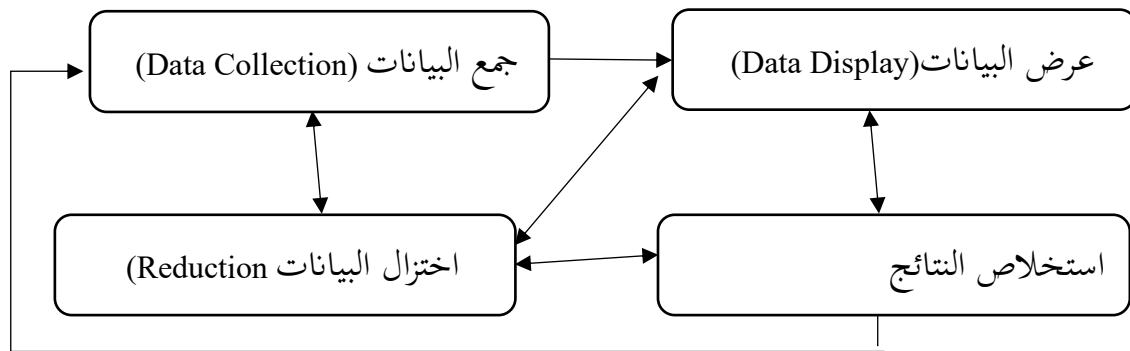 جمع البيانات (Data Collection)
عرض البيانات(Data Display)
اختزال البيانات Reduction)
استخلاص النتائج